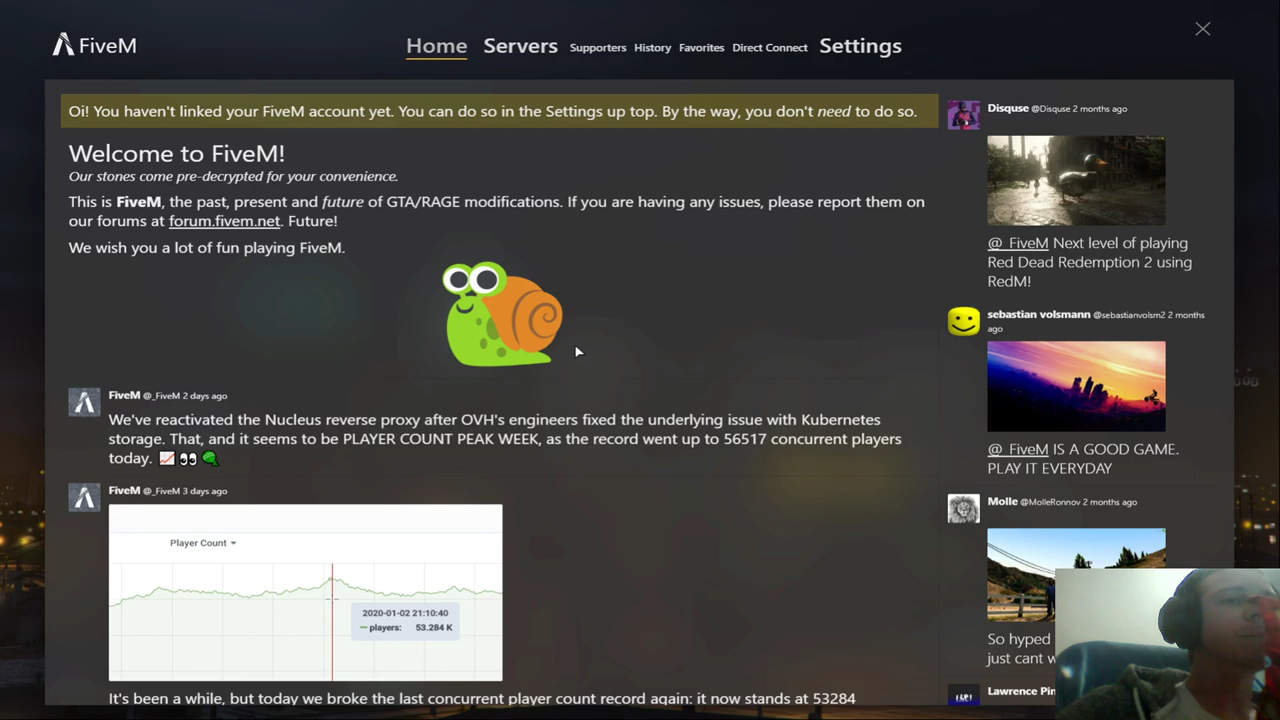 FiveM
Home Servers Supporters History Favorites Direct Connect Settings
Oi! You haven't linked your FiveM account yet. You can do so in the Settings up top. By the way, you don't need to do so.
Welcome to FiveM!
Our stones come pre-decrypted for your convenience.
This is FiveM, the past, present and future of GTA/RAGE modifications. If you are having any issues, please report them on
our forums at forum.fivem.net. Future!
We wish you a lot of fun playing FiveM.
FiveM @_FiveM 2 days ago
We've reactivated the Nucleus reverse proxy after OVH's engineers fixed the underlying issue with Kubernetes
storage. That, and it seems to be PLAYER COUNT PEAK WEEK, as the record went up to 56517 concurrent players
today. 📈 👀
FiveM @_FiveM 3 days ago
Player Count
2020-01-02 21:10:40
players: 53.284 K
It's been a while, but today we broke the last concurrent player count record again: it now stands at 53284
Disquse @Disquse 2 months ago
@_FiveM Next level of playing
Red Dead Redemption 2 using
RedM!
sebastian volsmann @sebastianvolsm2 2 months
ago
@_FiveM IS A GOOD GAME.
PLAY IT EVERYDAY
Molle @MolleRonnov 2 months ago
So hyped
just cant
Lawrence